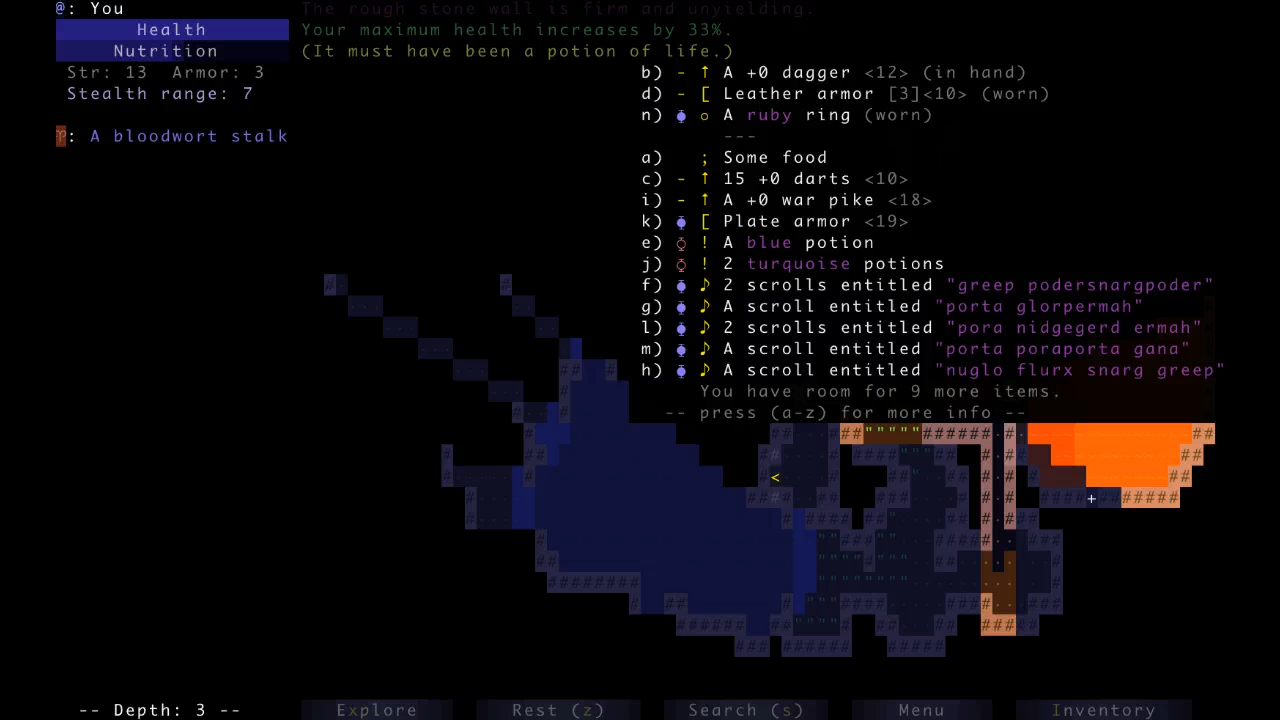 @: You
The rough stone wall is firm and unyielding.
Health
Your maximum health increases by 33%.
Nutrition
(It must have been a potion of life.)
Str: 13 Armor: 3
Stealth range: 7
A bloodwort stalk
b) - ↑ A +0 dagger <12> (in hand)
d) - [ Leather armor [3]<10> (worn)
n) o A ruby ring (worn)
---
a) ; Some food
c) - ↑ 15 +0 darts <10>
i) - ↑ A +0 war pike <18>
k) [ Plate armor <19>
e) ! A blue potion
j) ! 2 turquoise potions
f) ♪ 2 scrolls entitled "greep podersnargpoder"
g) ♪ A scroll entitled "porta glorpermah"
l) ♪ 2 scrolls entitled "pora nidgegerd ermah"
m) ♪ A scroll entitled "porta poraporta gana"
h) ♪ A scroll entitled "nuglo flurx snarg greep"
You have room for 9 more items.
-- press (a-z) for more info --
-- Depth: 3 --
Explore
Rest (z)
Search (s)
Menu
Inventory